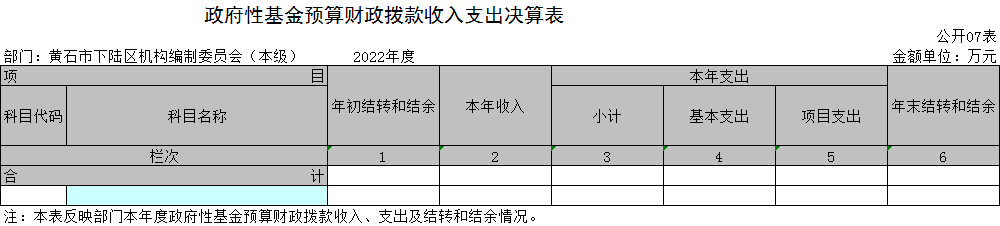 政府性基金预算财政拨款收入支出决算表
公开07表
部门：黄石市下陆区机构编制委员会（本级） 2022年度 金额单位：万元
项 目 年初结转和结余 本年收入 本年支出 年末结转和结余
科目代码 科目名称 小计 基本支出 项目支出
栏次 1 2 3 4 5 6
合 计
注：本表反映部门本年度政府性基金预算财政拨款收入、支出及结转和结余情况。